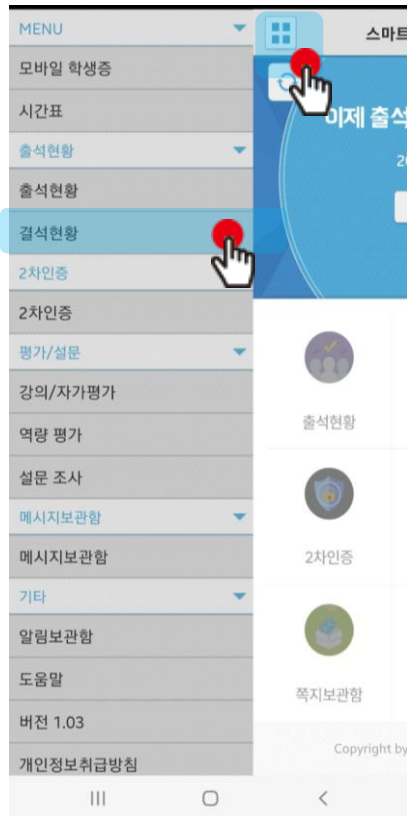 MENU
모바일 학생증
시간표
출석현황
출석현황
결석현황
2차인증
2차인증
평가/설문
강의/자가평가
역량 평가
설문 조사
메시지보관함
메시지보관함
기타
알림보관함
도움말
버전 1.03
개인정보취급방침
스마트
이제 출석
20
출석현황
2차인증
쪽지보관함
Copyright by